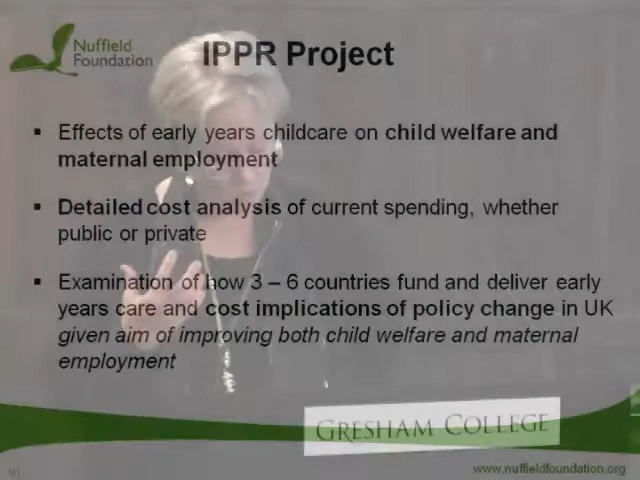 Nuffield
Foundation
IPPR Project
▪ Effects of early years childcare on child welfare and
maternal employment
▪ Detailed cost analysis of current spending, whether
public or private
▪ Examination of how 3 – 6 countries fund and deliver early
years care and cost implications of policy change in UK
given aim of improving both child welfare and maternal
employment
GRESHAM COLLEGE
www.nuffieldfoundation.org